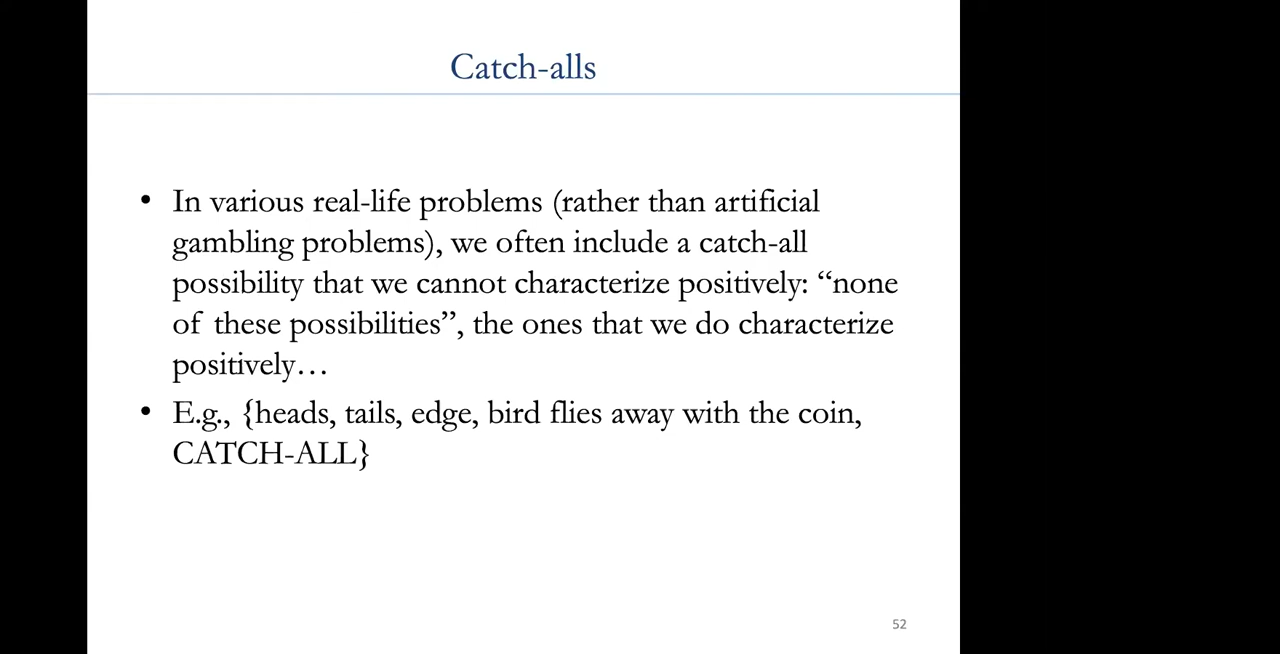 Catch-alls
• In various real-life problems (rather than artificial
gambling problems), we often include a catch-all
possibility that we cannot characterize positively: “none
of these possibilities”, the ones that we do characterize
positively…
• E.g., {heads, tails, edge, bird flies away with the coin,
CATCH-ALL}
52